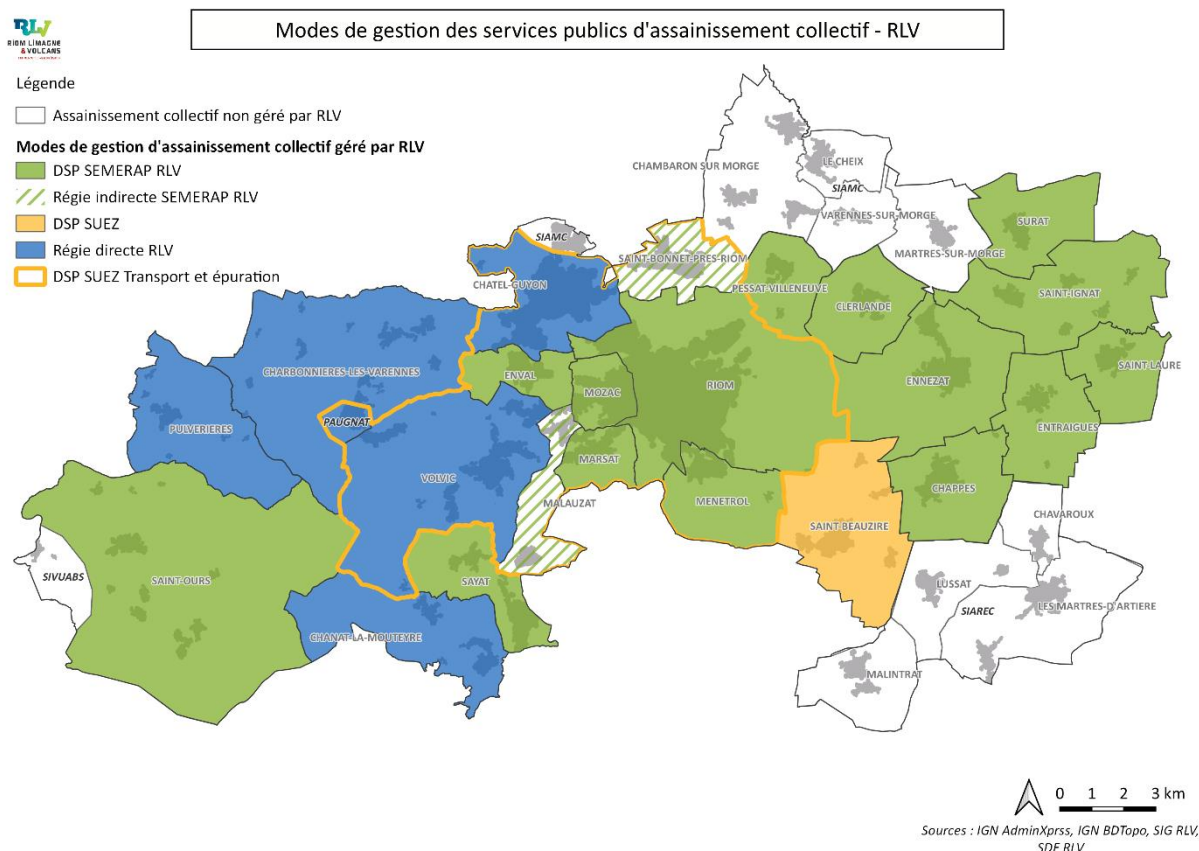 RLV
RIOM LIMAGNE
& VOLCANS
Modes de gestion des services publics d'assainissement collectif - RLV
Légende
Assainissement collectif non géré par RLV
Modes de gestion d'assainissement collectif géré par RLV
DSP SEMERAP RLV
Régie indirecte SEMERAP RLV
DSP SUEZ
Régie directe RLV
DSP SUEZ Transport et épuration
CHAMBARON SUR MORGE
LE CHEIX
SIAMC
VARENNES-SUR-MORGE
MARTRES-SUR-MORGE
SURAT
SIAMC
SAINT-BONNET-PRES-RIOM
CHATEL-GUYON
PESSAT-VILLENEUVE
CLERLANDE
SAINT-IGNAT
CHARBONNIERES-LES-VARENNES
ENVAL
MOZAC
RIOM
ENNEZAT
SAINT-LAURE
PULVERIERES
PAUGNAT
ENTRAIGUES
VOLVIC
MARSAT
MALAUZAT
MENETROL
CHAPPES
SAINT-BEAUZIRE
CHAVAROUX
SIVUABS
SAINT-OURS
SAYAT
LUSSAT
SIAREC
LES MARTRES-D'ARTIERE
CHANAT-LA-MOUTEYRE
MALINTRAT
0 1 2 3 km
Sources : IGN AdminXprss, IGN BDTopo, SIG RLV,
SDE RLV